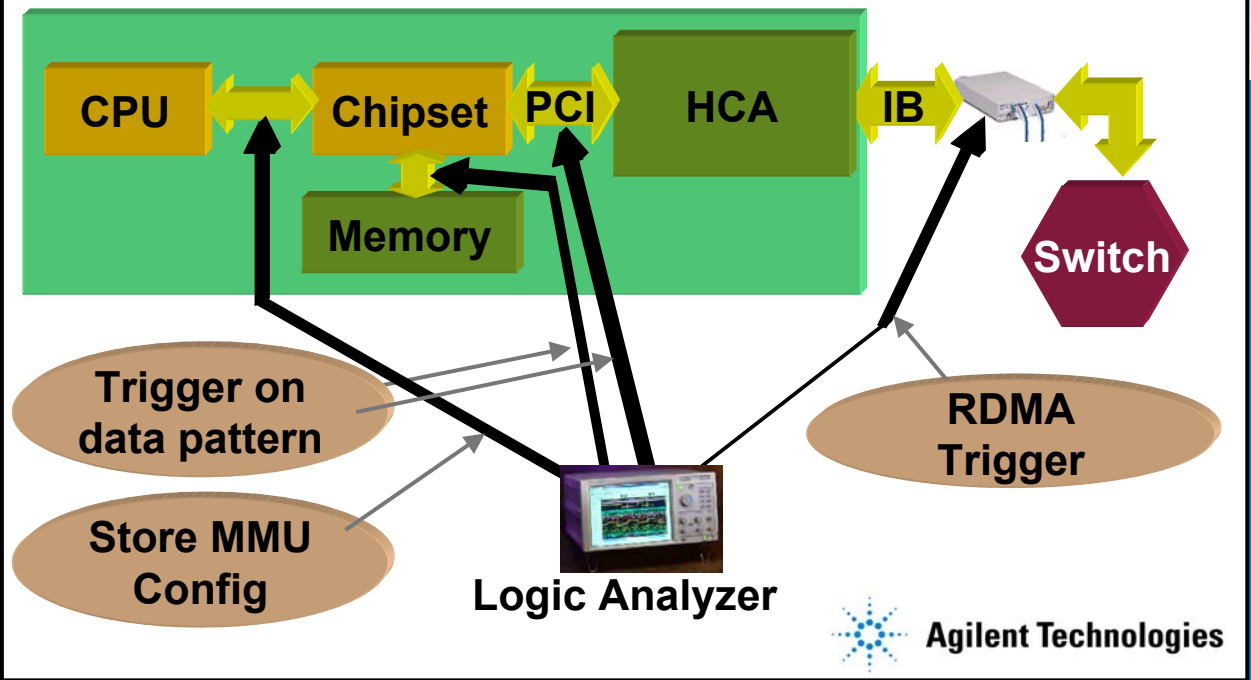 CPU
Chipset
PCI
HCA
IB
Memory
Switch
Trigger on
data pattern
RDMA
Trigger
Store MMU
Config
Logic Analyzer
Agilent Technologies